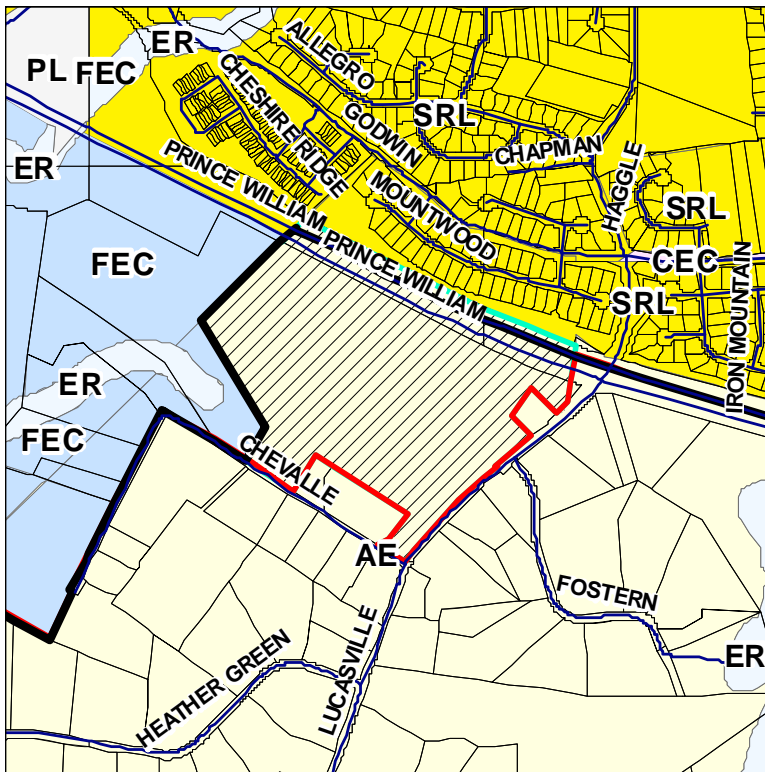 ER
ALLEGRO
PL
FEC
CHESHIRE RIDGE
GODWIN
SRL
CHAPMAN
ER
PRINCE WILLIAM
MOUNTWOOD
HAGGLE
SRL
FEC
PRINCE WILLIAM
CEC
SRL
IRON MOUNTAIN
ER
FEC
CHEVALLE
AE
FOSTERN
LUCASVILLE
HEATHER GREEN
ER